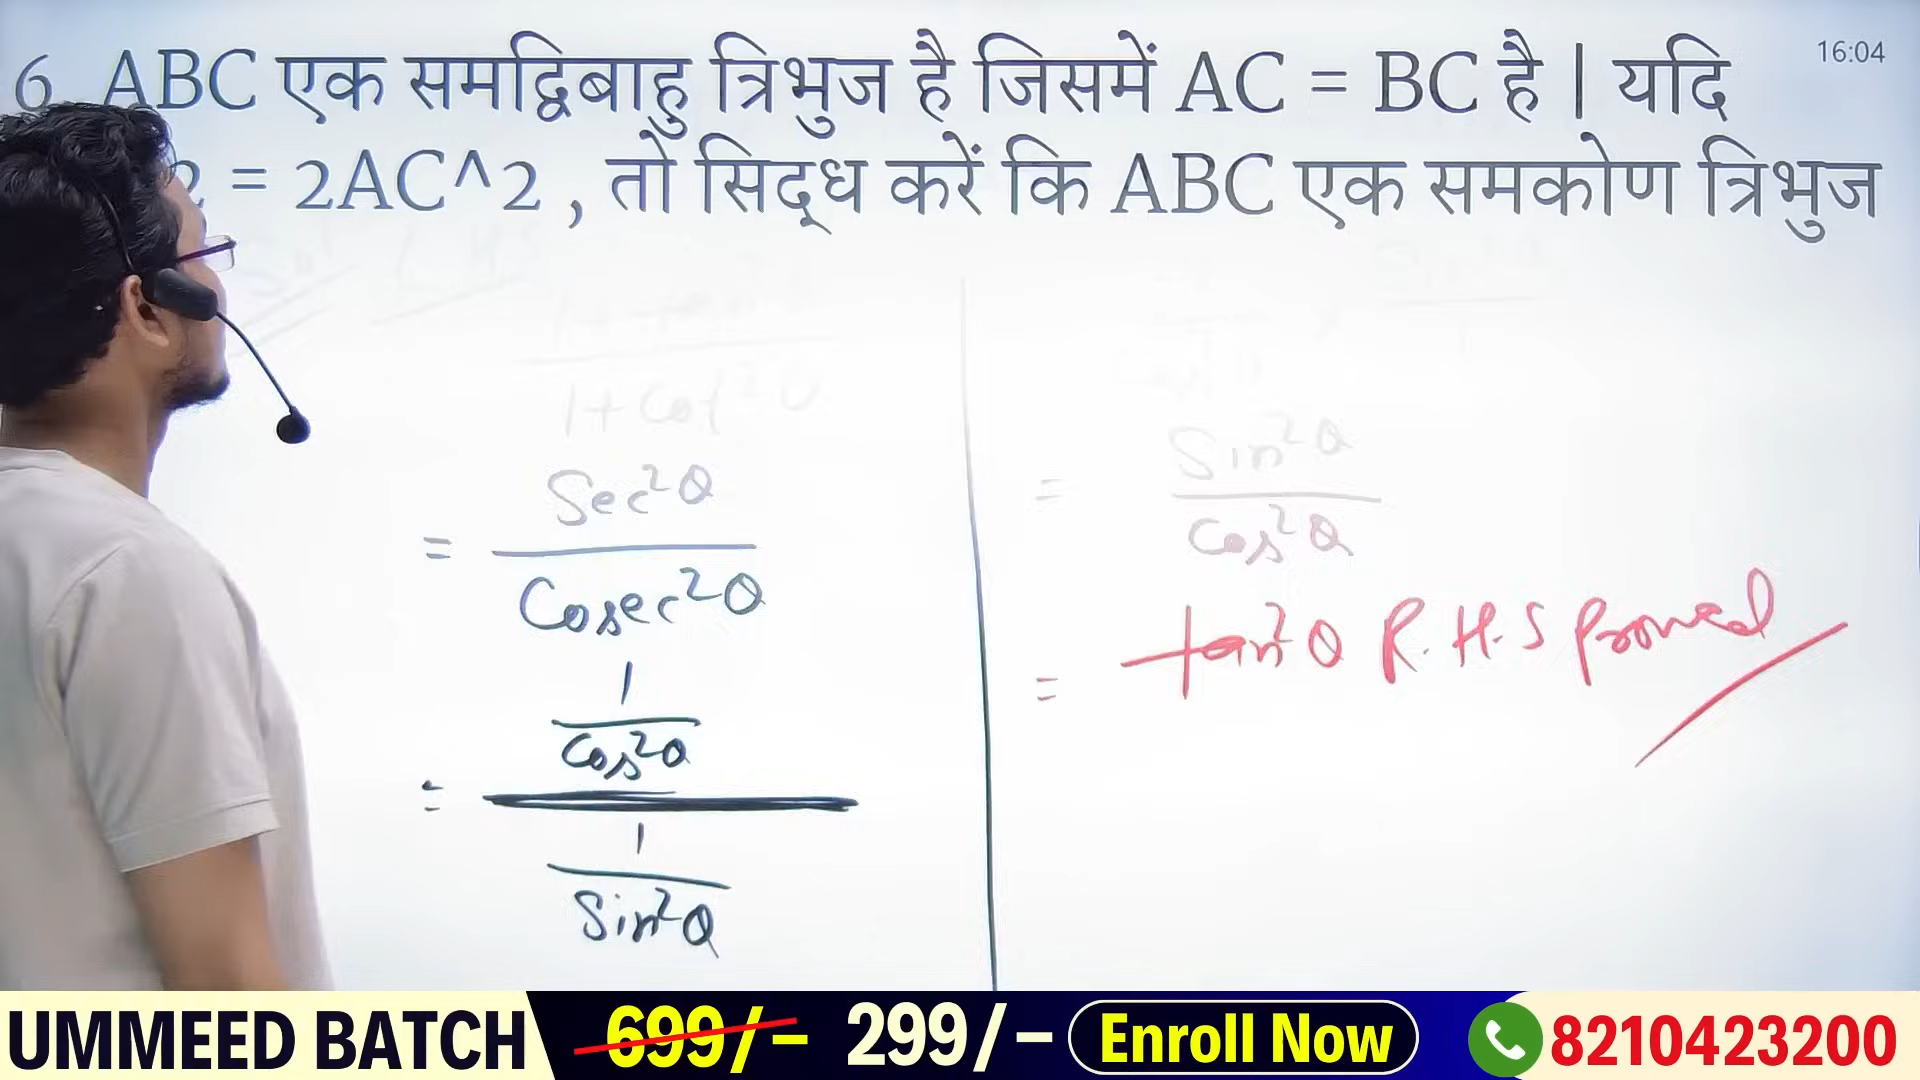 6 ABC एक समद्विबाहु त्रिभुज है जिसमें AC = BC है | यदि
2 = 2AC^2 , तो सिद्ध करें कि ABC एक समकोण त्रिभुज
16:04
1 + cot²θ
= Sec²θ
Cosec²θ
= 1
Cos²θ
1
Sin²θ
= Sin²θ
Cos²θ
= tan²θ R.H.S Proved
UMMEED BATCH 699/- 299/- Enroll Now 8210423200